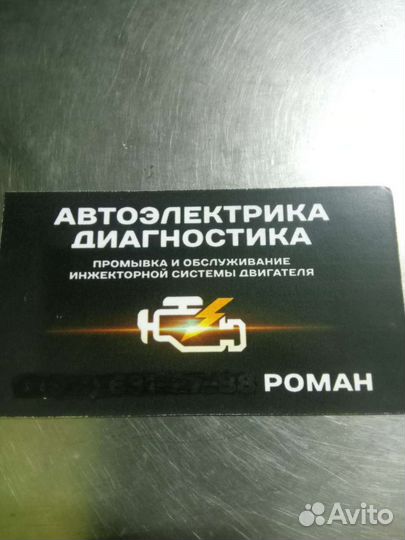 АВТОЭЛЕКТРИКА
ДИАГНОСТИКА
ПРОМЫВКА И ОБСЛУЖИВАНИЕ
ИНЖЕКТОРНОЙ СИСТЕМЫ ДВИГАТЕЛЯ
РОМАН
Avito